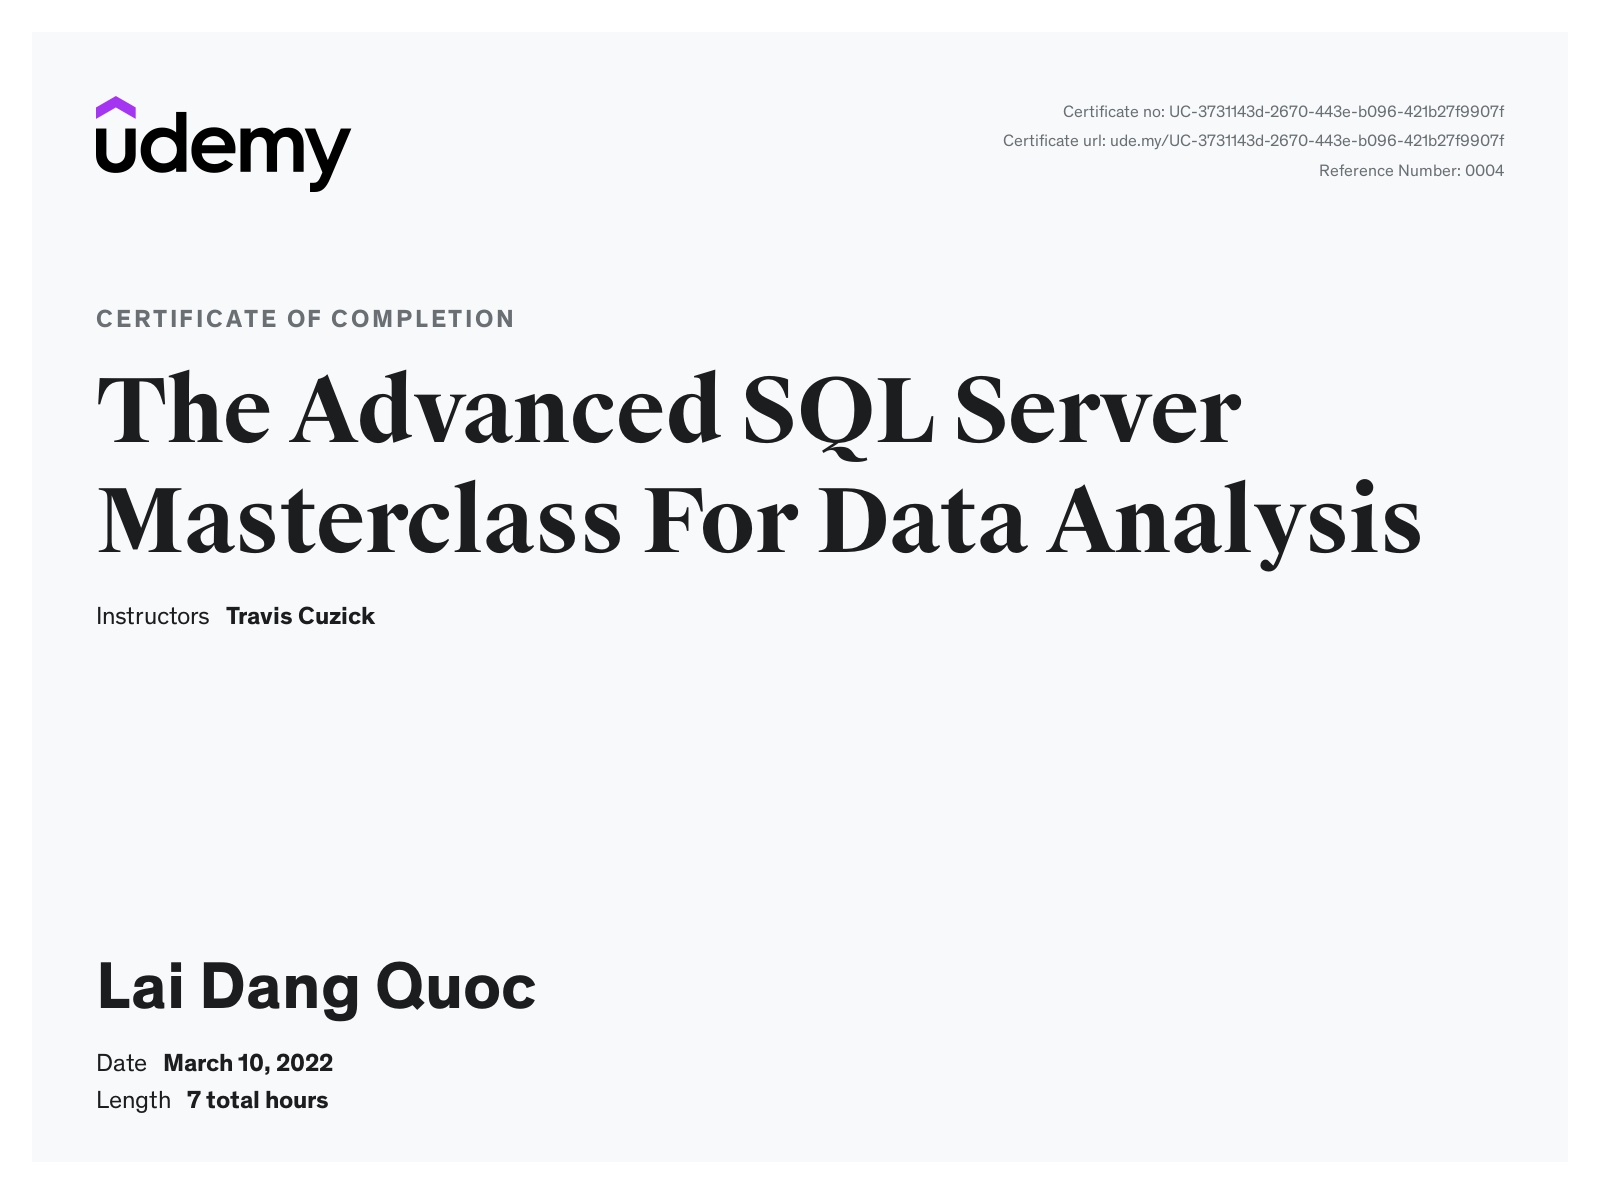 udemy
Certificate no: UC-3731143d-2670-443e-b096-421b27f9907f
Certificate url: ude.my/UC-3731143d-2670-443e-b096-421b27f9907f
Reference Number: 0004
CERTIFICATE OF COMPLETION
The Advanced SQL Server
Masterclass For Data Analysis
Instructors Travis Cuzick
Lai Dang Quoc
Date March 10, 2022
Length 7 total hours